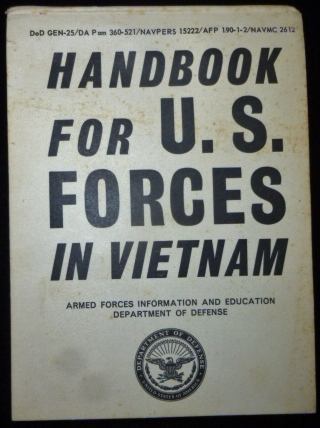 DoD GEN-25/DA Pam 360-521/NAVPERS 15222/AFP 190-1-2/NAVMC 2612
HANDBOOK
FOR U. S.
FORCES
IN VIETNAM
ARMED FORCES INFORMATION AND EDUCATION
DEPARTMENT OF DEFENSE
DEPARTMENT OF DEFENSE
UNITED STATES OF AMERICA